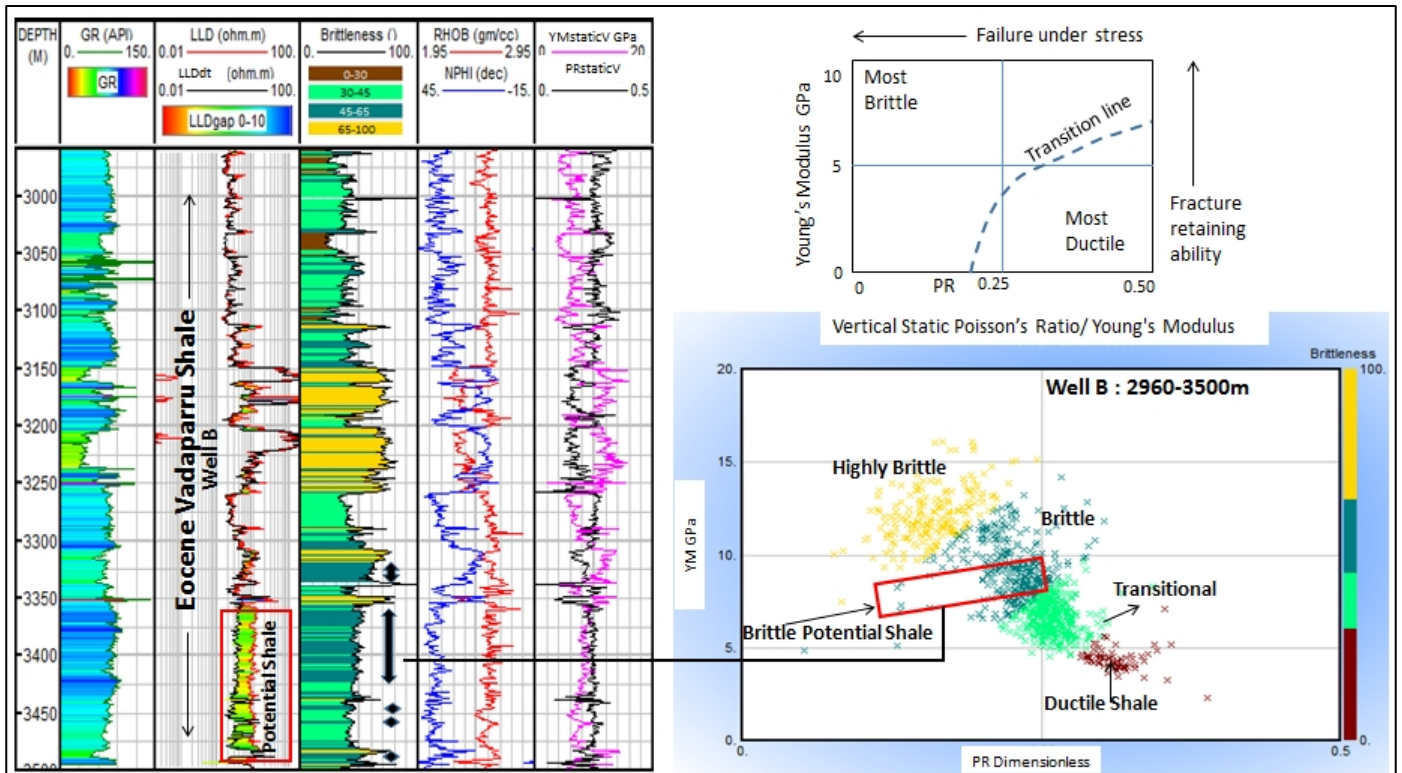 DEPTH
(M)
GR (API)
0. 150.
GR
LLD (ohm.m)
0.01 100.
LLDdt (ohm.m)
0.01 100.
LLDgap 0-10
Brittleness ()
0. 100.
0-30
30-45
45-65
65-100
RHOB (gm/cc)
1.95 2.95
NPHI (dec)
45. -15.
YMstaticV GPa
0 20
PRstaticV
0. 0.5
3000
3050
3100
3150
3200
3250
3300
3350
3400
3450
Eocene Vadaparru Shale
Well B
Potential Shale
Failure under stress
Young's Modulus GPa
10
5
0
Most
Brittle
Transition line
Most
Ductile
0 PR 0.25 0.50
Fracture
retaining
ability
Vertical Static Poisson's Ratio/ Young's Modulus
Brittleness
100.
0.
Well B : 2960-3500m
20.
15.
10.
5.
0.
YM GPa
Highly Brittle
Brittle
Transitional
Brittle Potential Shale
Ductile Shale
0. 0.5
PR Dimensionless